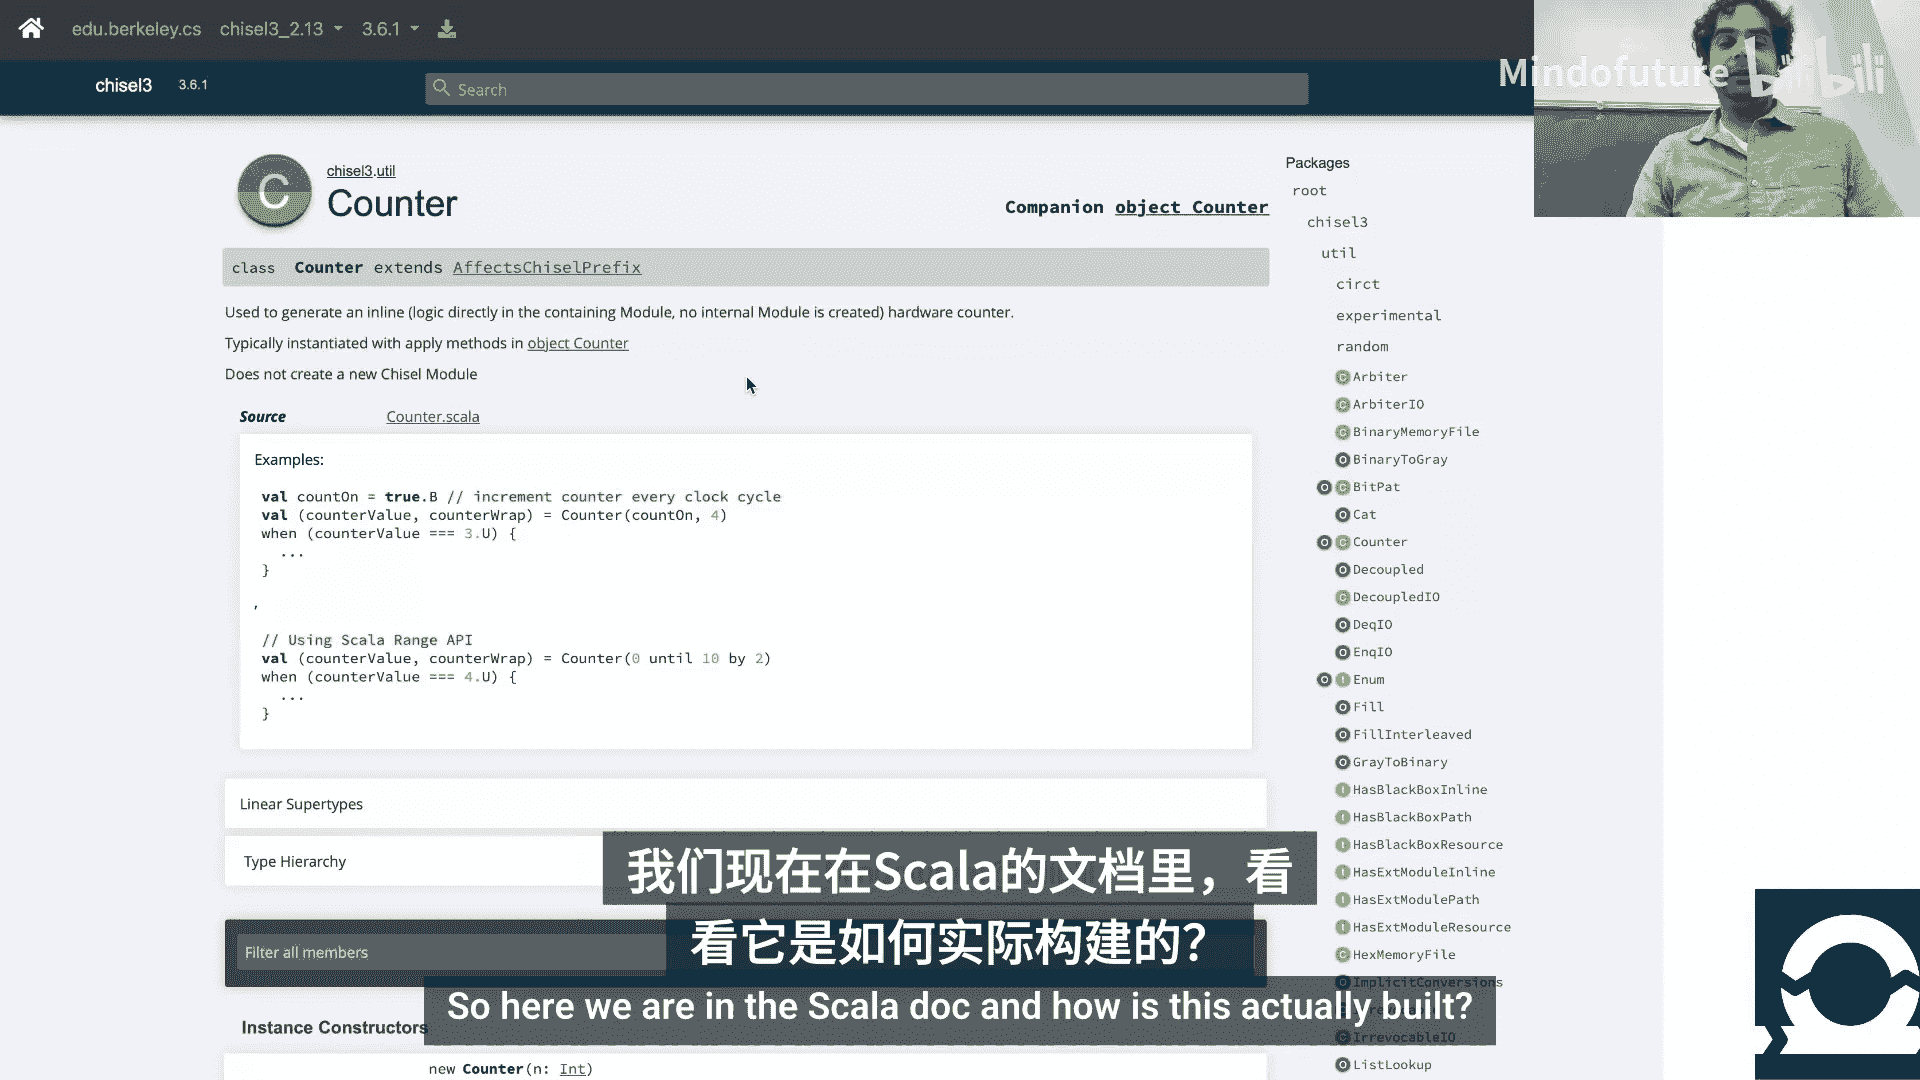 edu.berkeley.cs chisel3_2.13 3.6.1
chisel3 3.6.1
Search
Mindofuture bilibili
chisel3.util
Counter
Companion object Counter
class Counter extends AffectsChiselPrefix
Used to generate an inline (logic directly in the containing Module, no internal Module is created) hardware counter.
Typically instantiated with apply methods in object Counter
Does not create a new Chisel Module
Source Counter.scala
Examples:
val countOn = true.B // increment counter every clock cycle
val (counterValue, counterWrap) = Counter(countOn, 4)
when (counterValue === 3.U) {
...
}
,
// Using Scala Range API
val (counterValue, counterWrap) = Counter(0 until 10 by 2)
when (counterValue === 4.U) {
...
}
Linear Supertypes
Type Hierarchy
Filter all members
Instance Constructors
new Counter(n: Int)
Packages
root
chisel3
util
circt
experimental
random
C Arbiter
C ArbiterIO
C BinaryMemoryFile
O BinaryToGray
O C BitPat
O Cat
O C Counter
O Decoupled
C DecoupledIO
O DeqIO
O EnqIO
O t Enum
O Fill
O FillInterleaved
O GrayToBinary
t HasBlackBoxInline
t HasBlackBoxPath
t HasBlackBoxResource
t HasExtModuleInline
t HasExtModulePath
t HasExtModuleResource
C HexMemoryFile
O ImplicitConversions
C IrrevocableIO
O ListLookup
我们现在在Scala的文档里，看
看它是如何实际构建的？
So here we are in the Scala doc and how is this actually built?